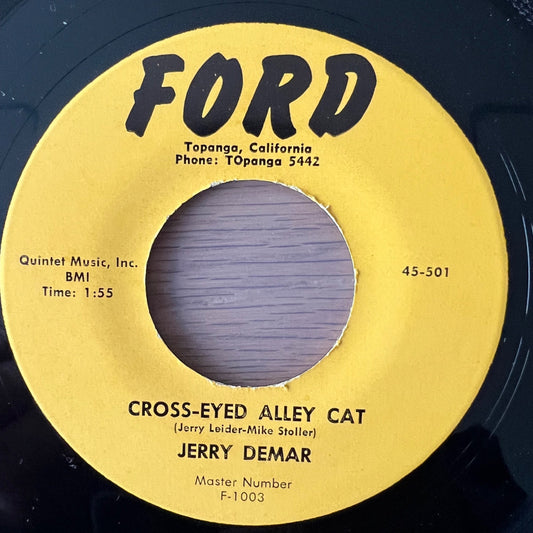 FORD
Topanga, California
Phone: TOpanga 5442
Quintet Music, Inc.
BMI
Time: 1:55
45-501
CROSS-EYED ALLEY CAT
(Jerry Leider-Mike Stoller)
JERRY DEMAR
Master Number
F-1003